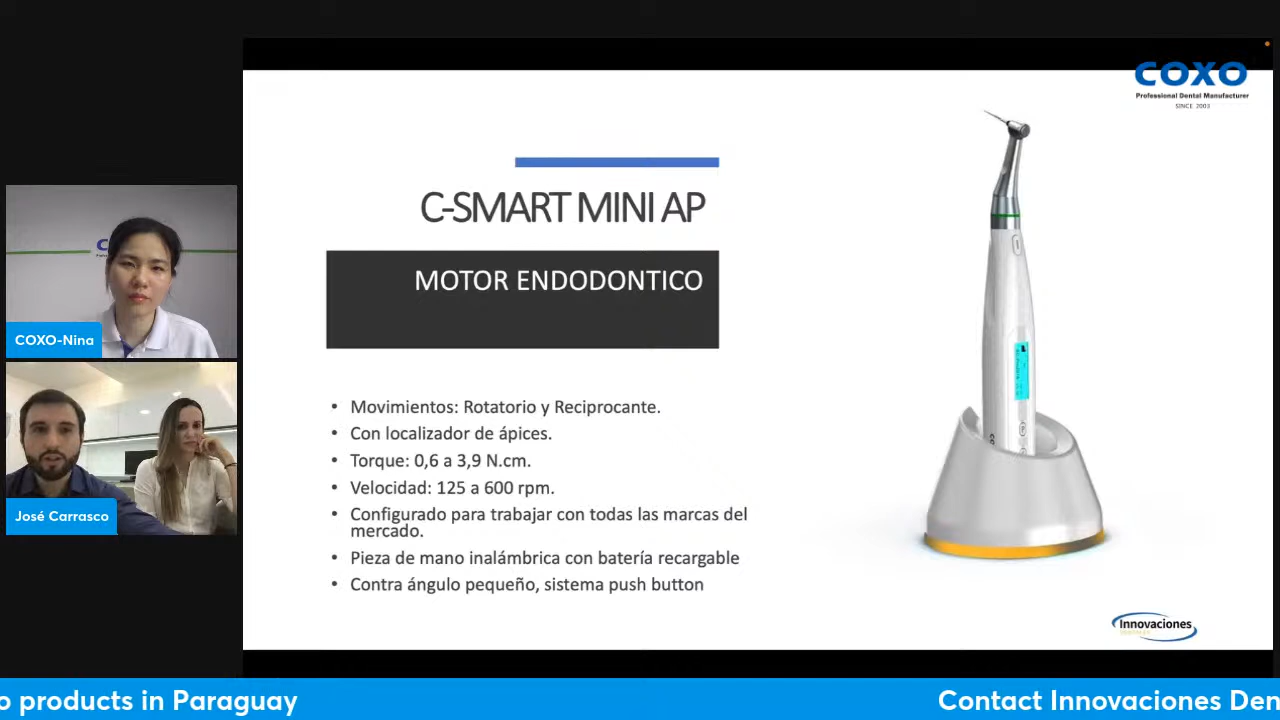 COXO
Professional Dental Manufacturer
SINCE 2003
C-SMART MINI AP
MOTOR ENDODONTICO
• Movimientos: Rotatorio y Reciprocante.
• Con localizador de ápices.
• Torque: 0,6 a 3,9 N.cm.
• Velocidad: 125 a 600 rpm.
• Configurado para trabajar con todas las marcas del
mercado.
• Pieza de mano inalámbrica con batería recargable
• Contra ángulo pequeño, sistema push button
COXO-Nina
José Carrasco
Innovaciones
o products in Paraguay
Contact Innovaciones Den